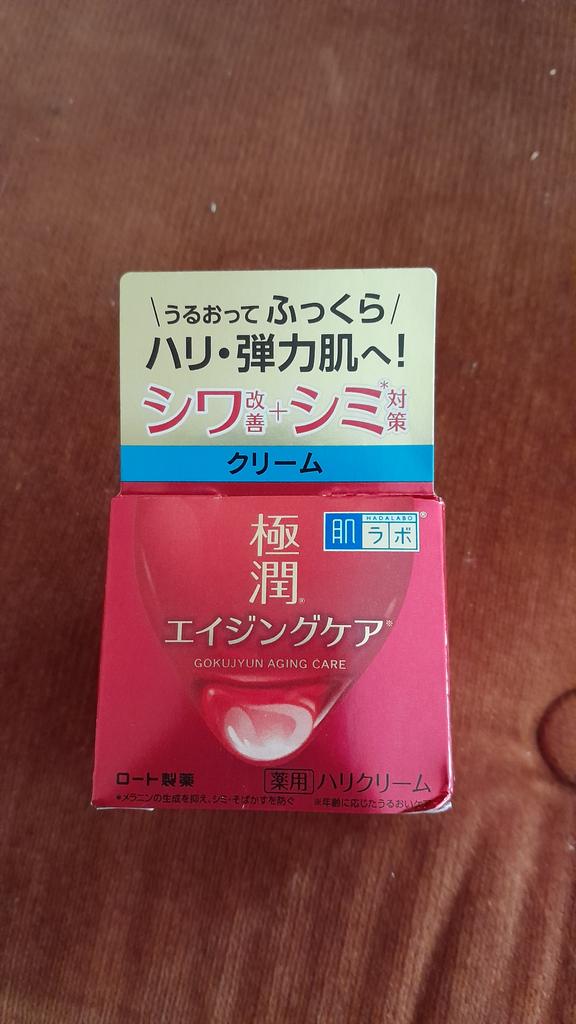 \うるおって ふっくら/
ハリ・弾力肌へ!
シワ改善+シミ*対策
クリーム
極潤®
HADALABO
肌ラボ®
エイジングケア※
GOKUJYUN AGING CARE
ロート製薬
薬用 ハリクリーム
*メラニンの生成を抑え、シミ・そばかすを防ぐ ※年齢に応じたうるおいケア